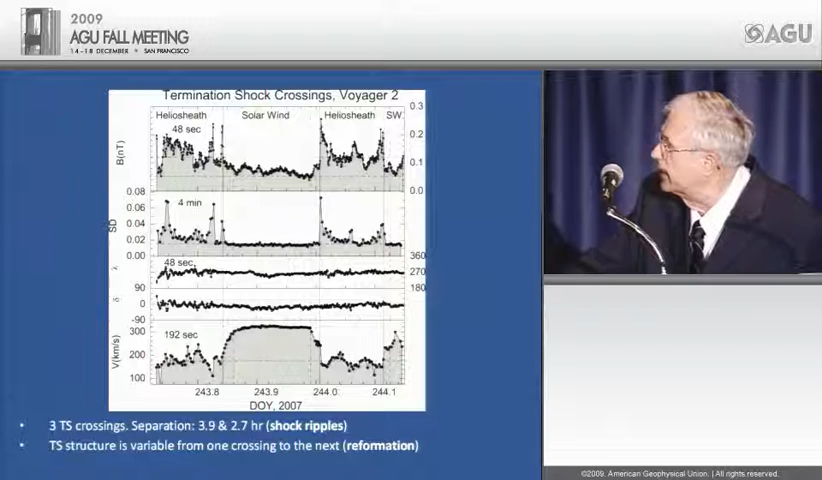 2009
AGU FALL MEETING
14 - 18 DECEMBER • SAN FRANCISCO
AGU
Termination Shock Crossings, Voyager 2
Heliosheath Solar Wind Heliosheath SW
48 sec
B(nT)
0.3
0.2
0.1
0.0
4 min
SD
0.08
0.06
0.04
0.02
0.00
48 sec
λ
360
270
180
δ
90
0
-90
192 sec
V(km/s)
300
200
100
243.8 243.9 244.0 244.1
DOY, 2007
• 3 TS crossings. Separation: 3.9 & 2.7 hr (shock ripples)
• TS structure is variable from one crossing to the next (reformation)
©2009. American Geophysical Union. | All rights reserved.